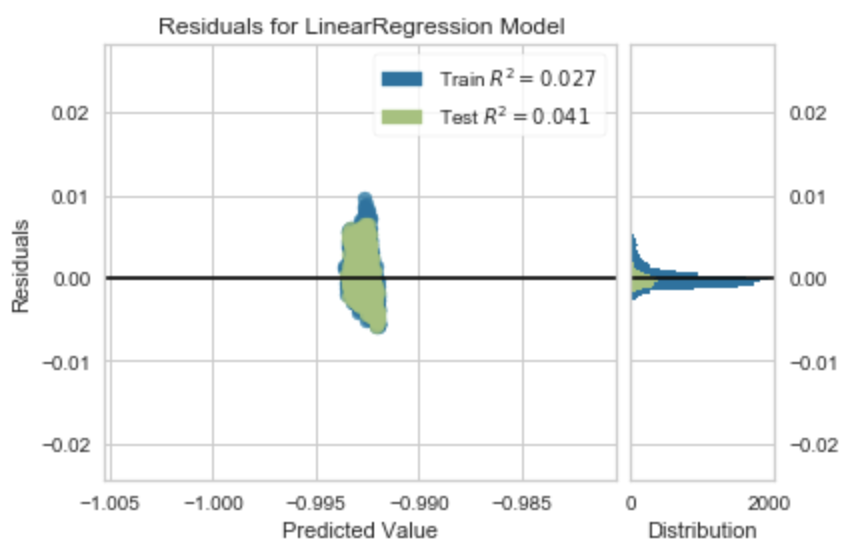 Residuals for LinearRegression Model
Train R² = 0.027
Test R² = 0.041
Residuals
0.02
0.01
0.00
−0.01
−0.02
0.02
0.01
0.00
−0.01
−0.02
−1.005 −1.000 −0.995 −0.990 −0.985
0 2000
Predicted Value
Distribution